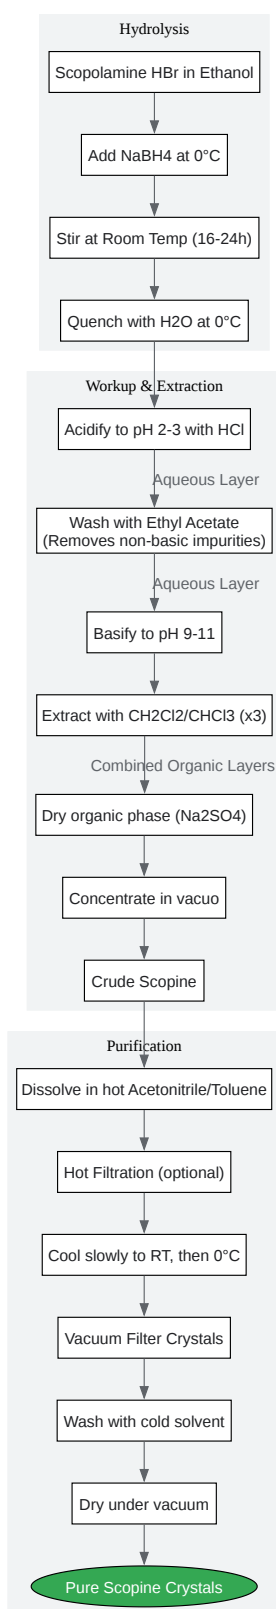 Hydrolysis
Scopolamine HBr in Ethanol
Add NaBH4 at 0°C
Stir at Room Temp (16-24h)
Quench with H2O at 0°C
Workup & Extraction
Acidify to pH 2-3 with HCl
Aqueous Layer
Wash with Ethyl Acetate
(Removes non-basic impurities)
Aqueous Layer
Basify to pH 9-11
Extract with CH2Cl2/CHCl3 (x3)
Combined Organic Layers
Dry organic phase (Na2SO4)
Concentrate in vacuo
Crude Scopine
Purification
Dissolve in hot Acetonitrile/Toluene
Hot Filtration (optional)
Cool slowly to RT, then 0°C
Vacuum Filter Crystals
Wash with cold solvent
Dry under vacuum
Pure Scopine Crystals